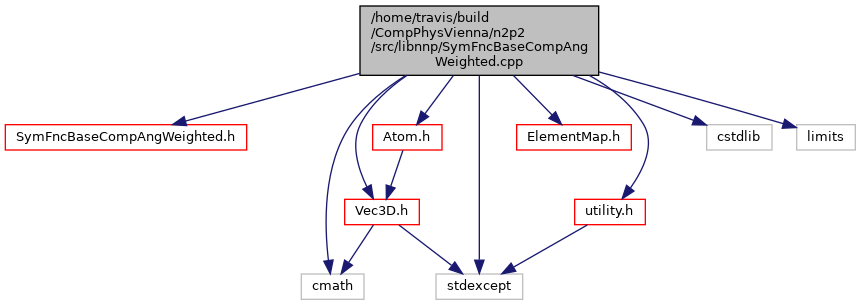 /home/travis/build
/CompPhysVienna/n2p2
/src/libnnp/SymFncBaseCompAng
Weighted.cpp
SymFncBaseCompAngWeighted.h
Atom.h
ElementMap.h
cstdlib
limits
Vec3D.h
utility.h
cmath
stdexcept